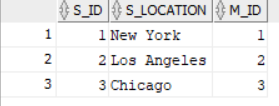 S_ID S_LOCATION M_ID
1 1 New York 1
2 2 Los Angeles 2
3 3 Chicago 3